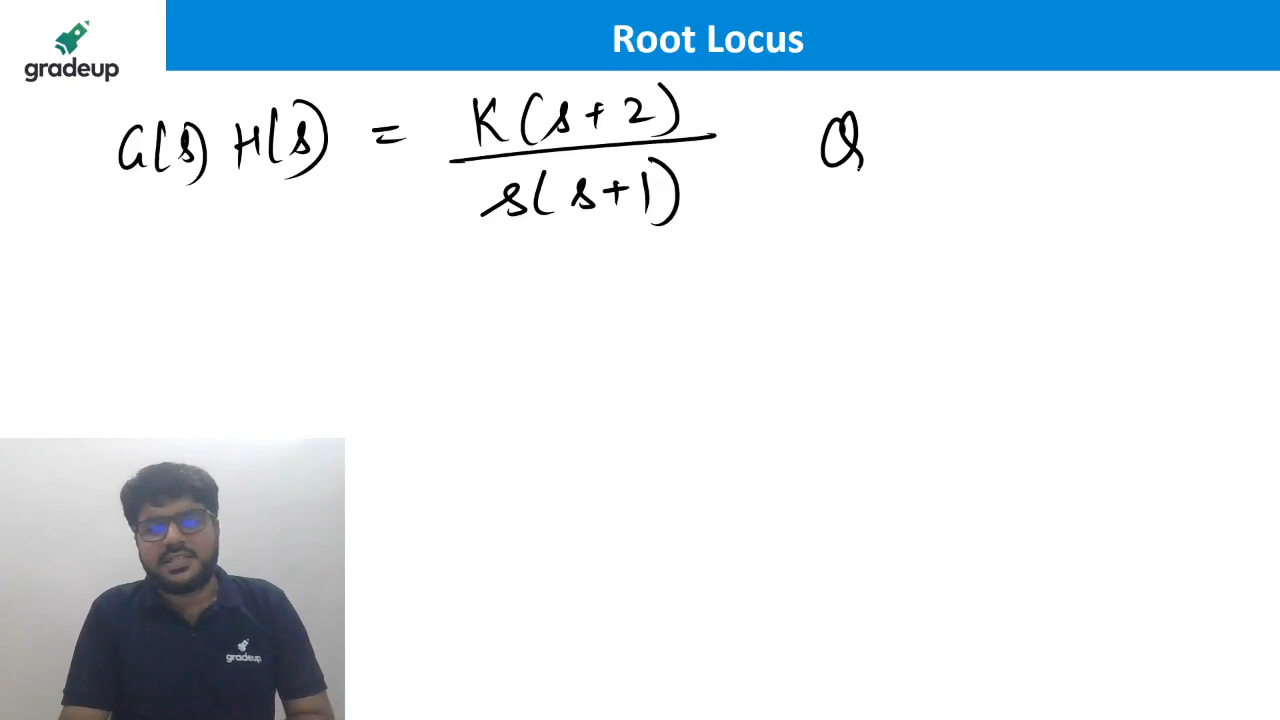 gradeup
Root Locus
G(s) H(s) = K(s+2) / s(s+1) Q
gradeup